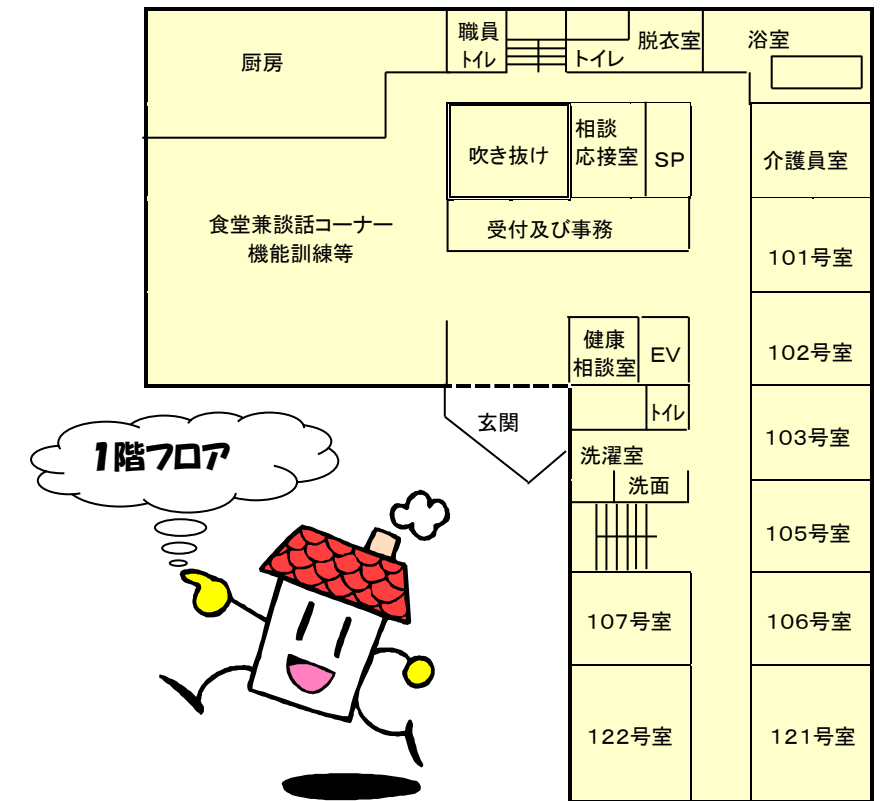 厨房
職員
トイレ
トイレ
脱衣室
浴室
吹き抜け
相談
応接室
ＳＰ
介護員室
食堂兼談話コーナー
機能訓練等
受付及び事務
１０１号室
健康
相談室
ＥＶ
１０２号室
玄関
トイレ
１０３号室
1階フロア
洗濯室
洗面
１０５号室
１０７号室
１０６号室
１２２号室
１２１号室